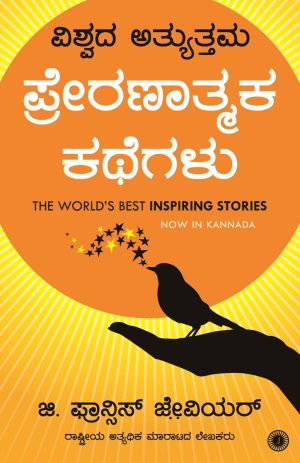 ವಿಶ್ವದ ಅತ್ಯುತ್ತಮ
ಪ್ರೇರಣಾತ್ಮಕ
ಕಥೆಗಳು
THE WORLD'S BEST INSPIRING STORIES
NOW IN KANNADA
ಜಿ. ಫ್ರಾನ್ಸಿಸ್ ಜೇವಿಯರ್
ರಾಷ್ಟ್ರೀಯ ಅತ್ಯಧಿಕ ಮಾರಾಟದ ಲೇಖಕರು